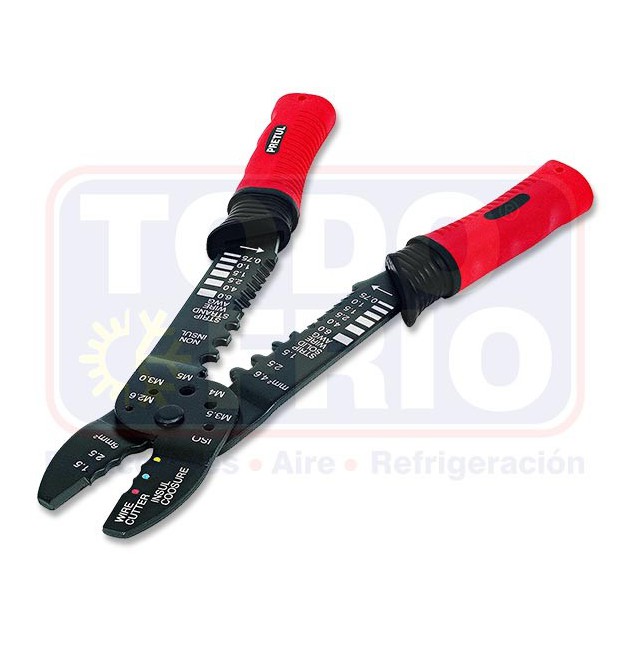 PRETUL
TODO
FRIO
• Aire • Refrigeración
0.75
1.0
1.5
2.5
4.0
6.0
STRIP
STRAND
WIRE
AWG
NON
INSUL
0.75
1.0
1.5
2.5
4.0
6.0
STRIP
SOLID
WIRE
AWG
1.5
2.5
mm² 4.6
M5
M3.0
M2.6
M4
M3.5
ISO
6mm²
2.5
1.5
WIRE
CUTTER
INSUL
COOSURE